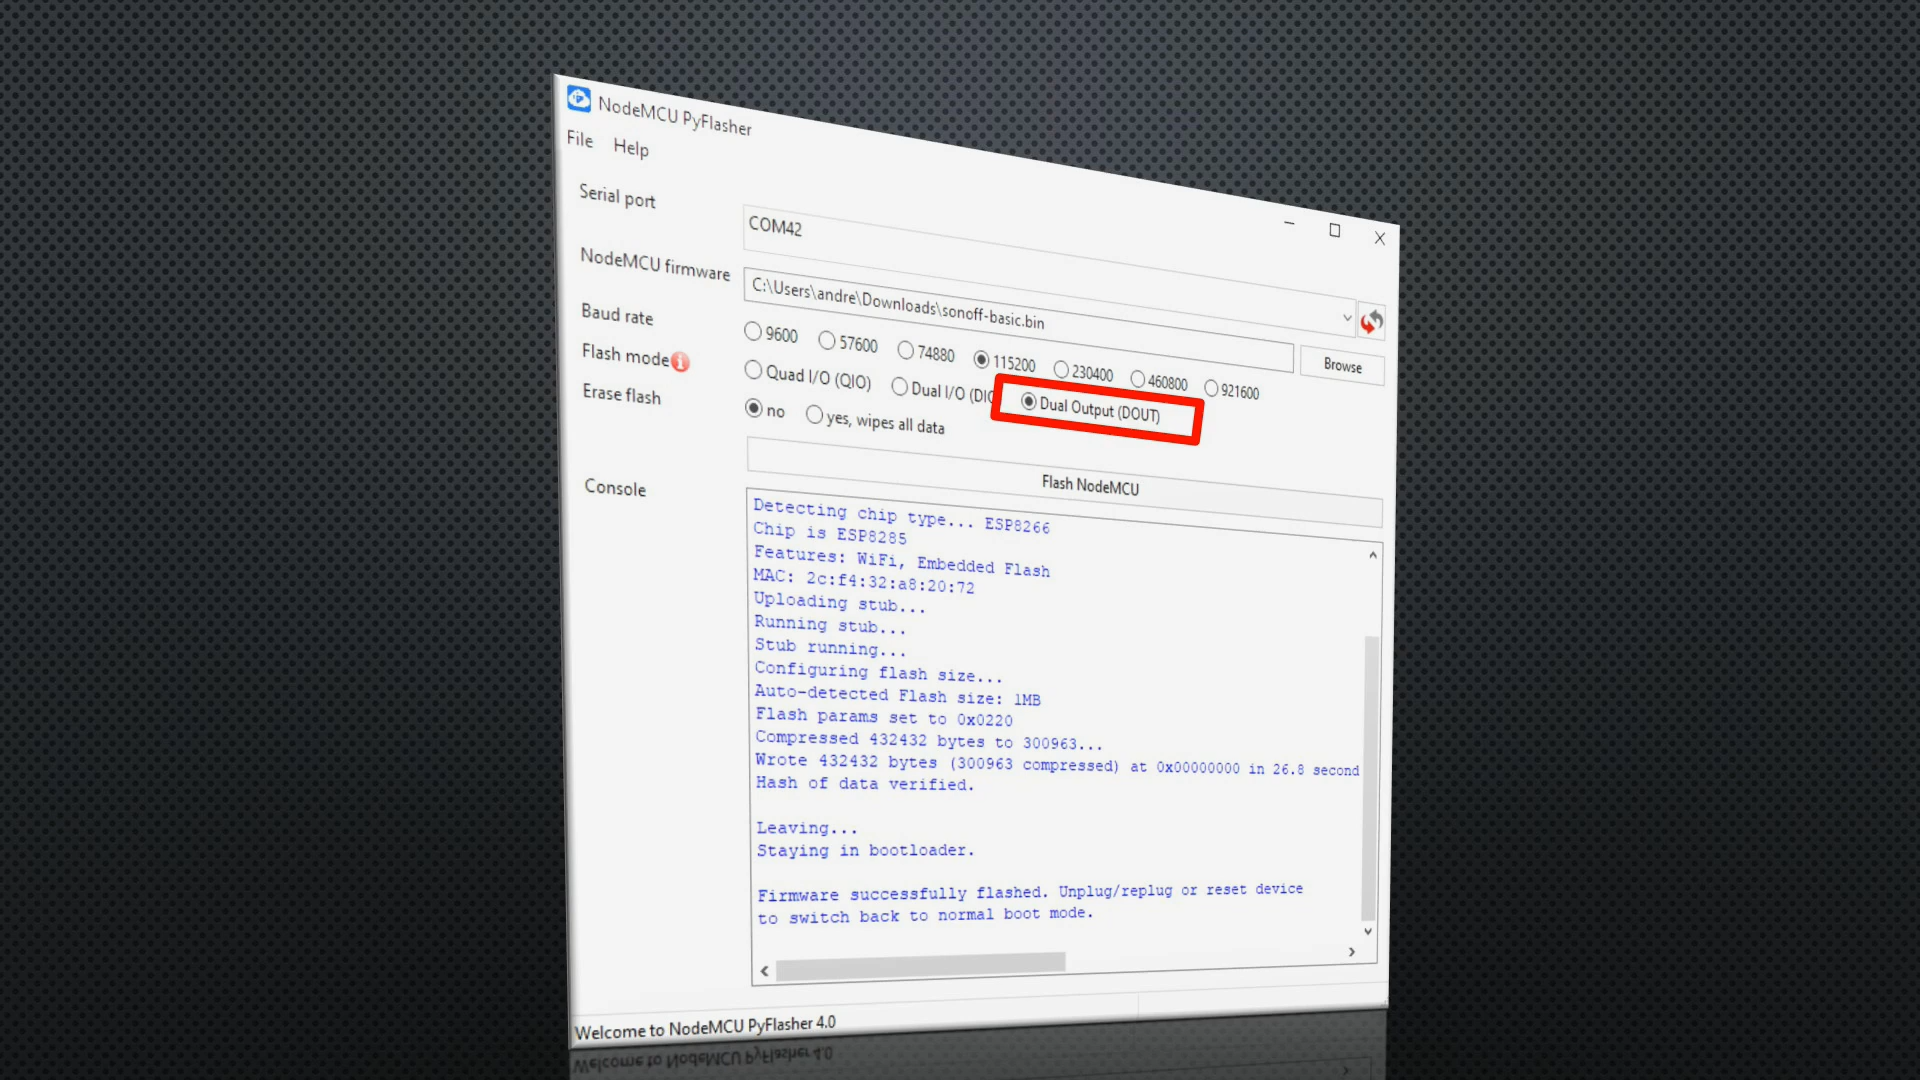 NodeMCU PyFlasher
File Help
Serial port
COM42
NodeMCU firmware
C:\Users\andre\Downloads\sonoff-basic.bin
Browse
Baud rate
9600 57600 74880 115200 230400 460800 921600
Flash mode
Quad I/O (QIO) Dual I/O (DIO Dual Output (DOUT)
Erase flash
no yes, wipes all data
Flash NodeMCU
Console
Detecting chip type... ESP8266
Chip is ESP8285
Features: WiFi, Embedded Flash
MAC: 2c:f4:32:a8:20:72
Uploading stub...
Running stub...
Stub running...
Configuring flash size...
Auto-detected Flash size: 1MB
Flash params set to 0x0220
Compressed 432432 bytes to 300963...
Wrote 432432 bytes (300963 compressed) at 0x00000000 in 26.8 second
Hash of data verified.
Leaving...
Staying in bootloader.
Firmware successfully flashed. Unplug/replug or reset device
to switch back to normal boot mode.
Welcome to NodeMCU PyFlasher 4.0